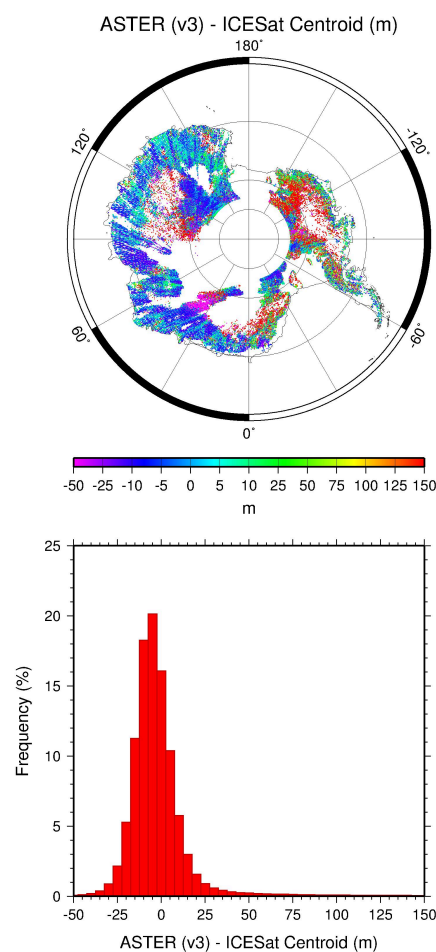 ASTER (v3) - ICESat Centroid (m)
180°
120° -120°
60° -60°
0°
-50 -25 -10 -5 0 5 10 25 50 75 100 125 150
m
25
20
15
10
5
0
Frequency (%)
-50 -25 0 25 50 75 100 125 150
ASTER (v3) - ICESat Centroid (m)